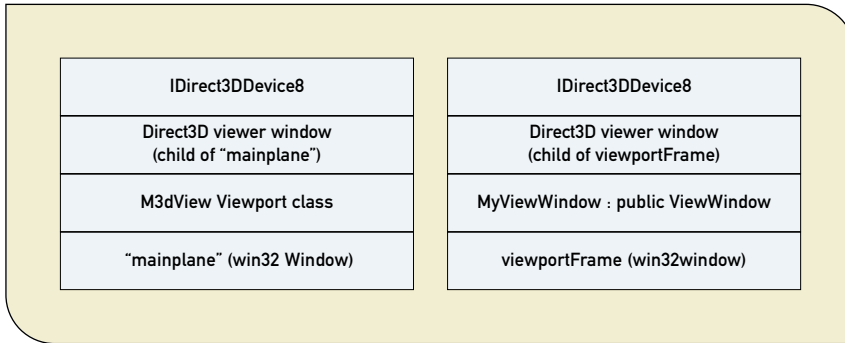 IDirect3DDevice8
Direct3D viewer window
(child of “mainplane”)
M3dView Viewport class
“mainplane” (win32 Window)
IDirect3DDevice8
Direct3D viewer window
(child of viewportFrame)
MyViewWindow : public ViewWindow
viewportFrame (win32window)